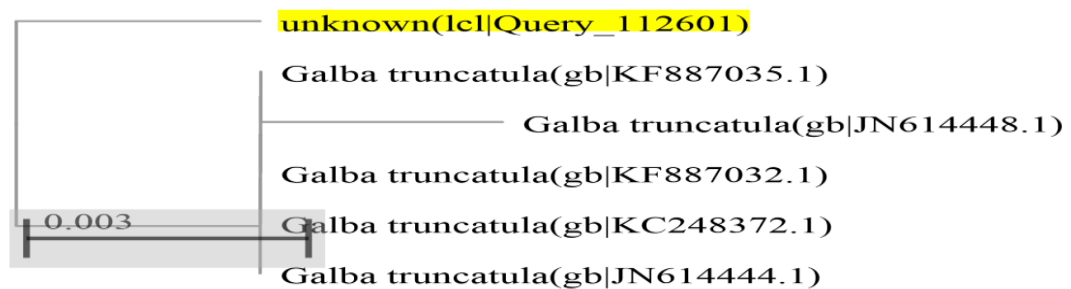 unknown(lcl|Query_112601)
Galba truncatula(gb|KF887035.1)
Galba truncatula(gb|JN614448.1)
Galba truncatula(gb|KF887032.1)
0.003
Galba truncatula(gb|KC248372.1)
Galba truncatula(gb|JN614444.1)